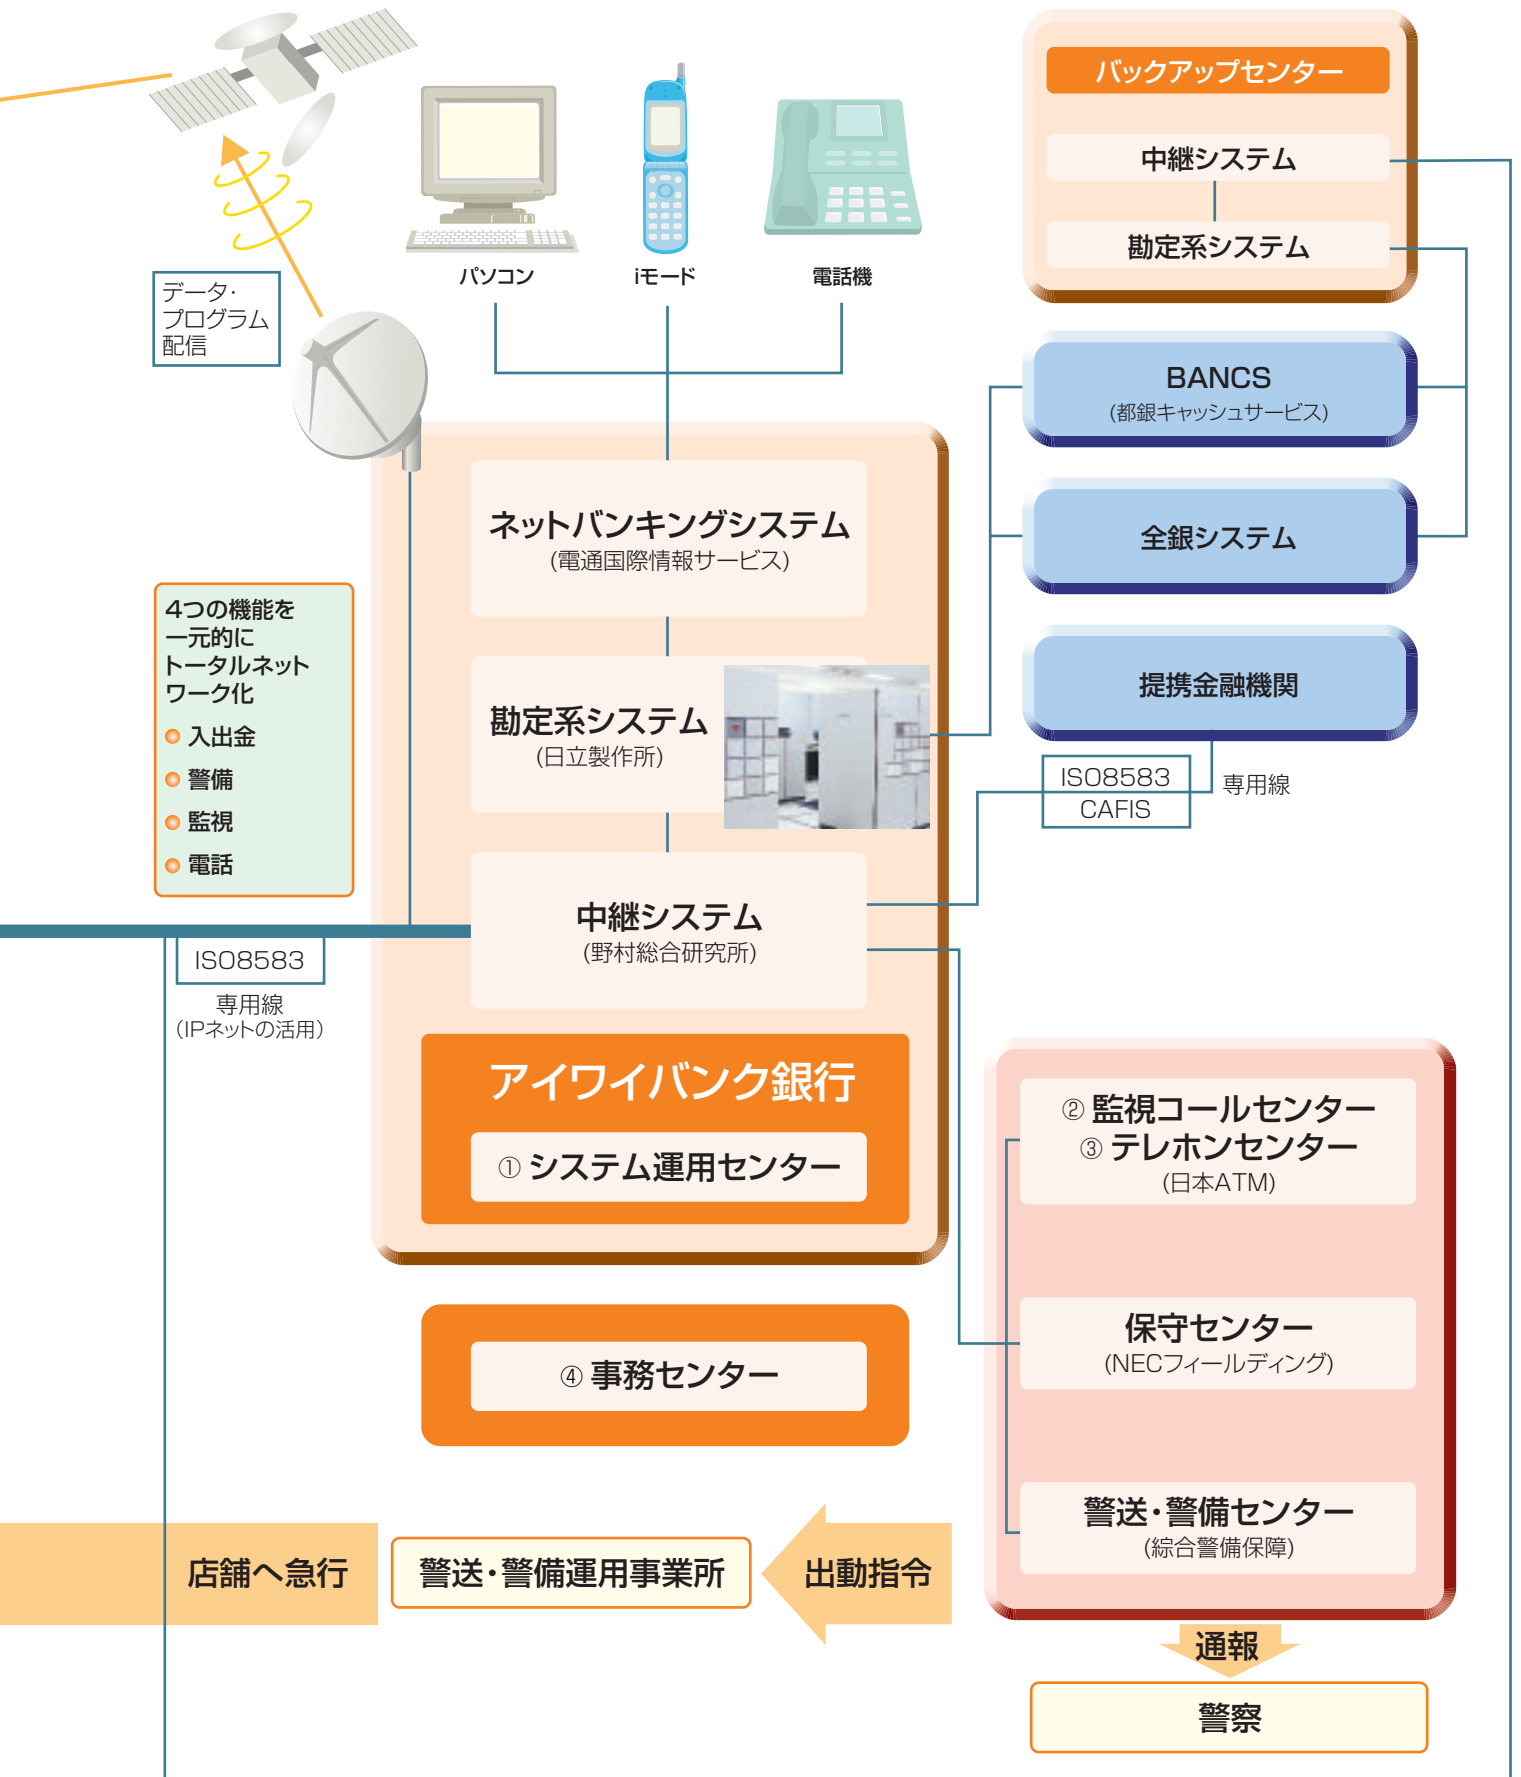 バックアップセンター
中継システム
勘定系システム
パソコン
iモード
電話機
データ・
プログラム
配信
BANCS
(都銀キャッシュサービス)
全銀システム
提携金融機関
ISO8583
CAFIS
専用線
ネットバンキングシステム
(電通国際情報サービス)
勘定系システム
(日立製作所)
中継システム
(野村総合研究所)
4つの機能を
一元的に
トータルネット
ワーク化
入出金
警備
監視
電話
ISO8583
専用線
(IPネットの活用)
アイワイバンク銀行
① システム運用センター
④ 事務センター
② 監視コールセンター
③ テレホンセンター
(日本ATM)
保守センター
(NECフィールディング)
警送・警備センター
(綜合警備保障)
店舗へ急行
警送・警備運用事業所
出動指令
通報
警察